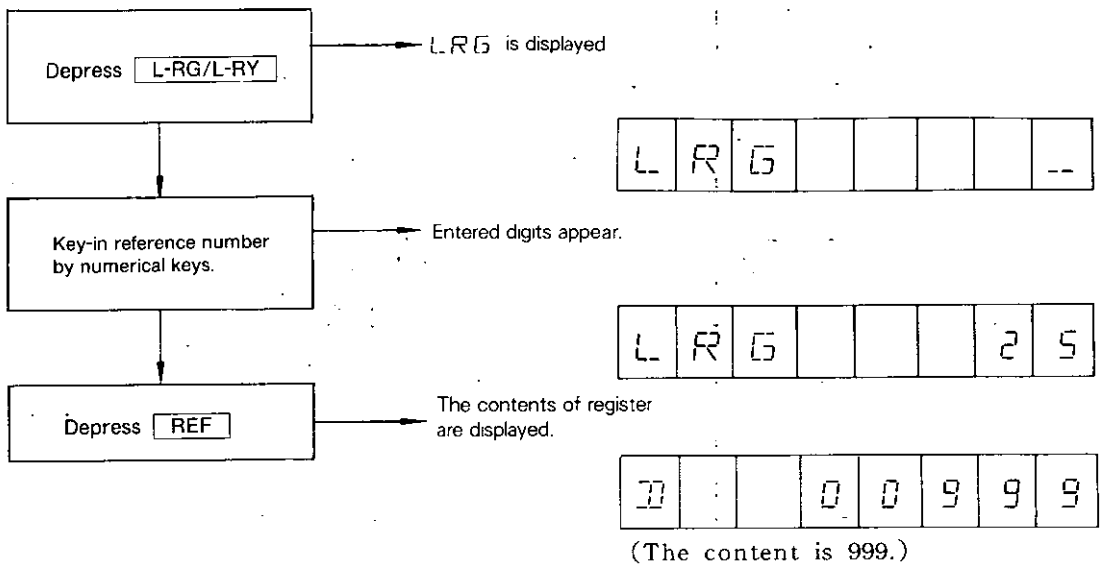 Depress L-RG/L-RY
LRG is displayed
L R G _
Key-in reference number
by numerical keys.
Entered digits appear.
L R G 2 5
Depress REF
The contents of register
are displayed.
D : 0 0 9 9 9
(The content is 999.)